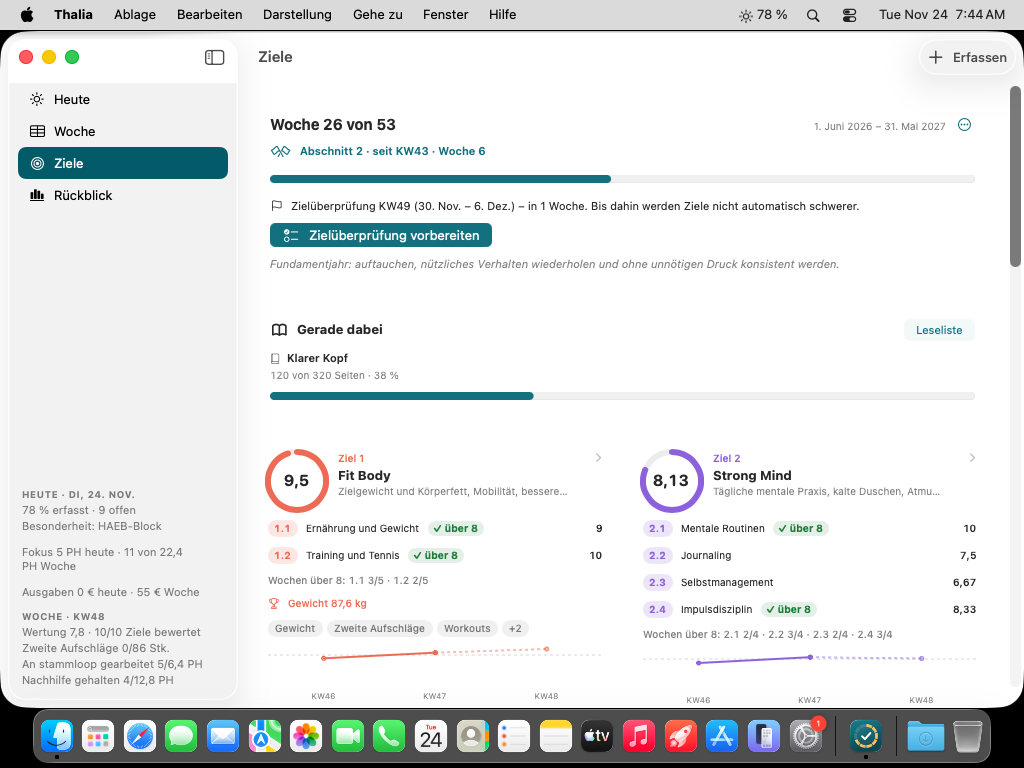 Thalia Ablage Bearbeiten Darstellung Gehe zu Fenster Hilfe 78 % Tue Nov 24 7:44 AM
Ziele
Erfassen
Heute
Woche
Ziele
Rückblick
HEUTE · DI, 24. NOV.
78 % erfasst · 9 offen
Besonderheit: HAEB-Block
Fokus 5 PH heute · 11 von 22,4
PH Woche
Ausgaben 0 € heute · 55 € Woche
WOCHE · KW48
Wertung 7,8 · 10/10 Ziele bewertet
Zweite Aufschläge 0/86 Stk.
An stammloop gearbeitet 5/6,4 PH
Nachhilfe gehalten 4/12,8 PH
Woche 26 von 53
1. Juni 2026 – 31. Mai 2027
Abschnitt 2 · seit KW43 · Woche 6
Zielüberprüfung KW49 (30. Nov. – 6. Dez.) – in 1 Woche. Bis dahin werden Ziele nicht automatisch schwerer.
Zielüberprüfung vorbereiten
Fundamentjahr: auftauchen, nützliches Verhalten wiederholen und ohne unnötigen Druck konsistent werden.
Gerade dabei
Leseliste
Klarer Kopf
120 von 320 Seiten · 38 %
9,5
Ziel 1
Fit Body
Zielgewicht und Körperfett, Mobilität, bessere...
1.1 Ernährung und Gewicht über 8 9
1.2 Training und Tennis über 8 10
Wochen über 8: 1.1 3/5 · 1.2 2/5
Gewicht 87,6 kg
Gewicht Zweite Aufschläge Workouts +2
KW46 KW47 KW48
8,13
Ziel 2
Strong Mind
Tägliche mentale Praxis, kalte Duschen, Atmu...
2.1 Mentale Routinen über 8 10
2.2 Journaling 7,5
2.3 Selbstmanagement 6,67
2.4 Impulsdisziplin über 8 8,33
Wochen über 8: 2.1 2/4 · 2.2 3/4 · 2.3 2/4 · 2.4 3/4
KW46 KW47 KW48
TUE
24
tv
1